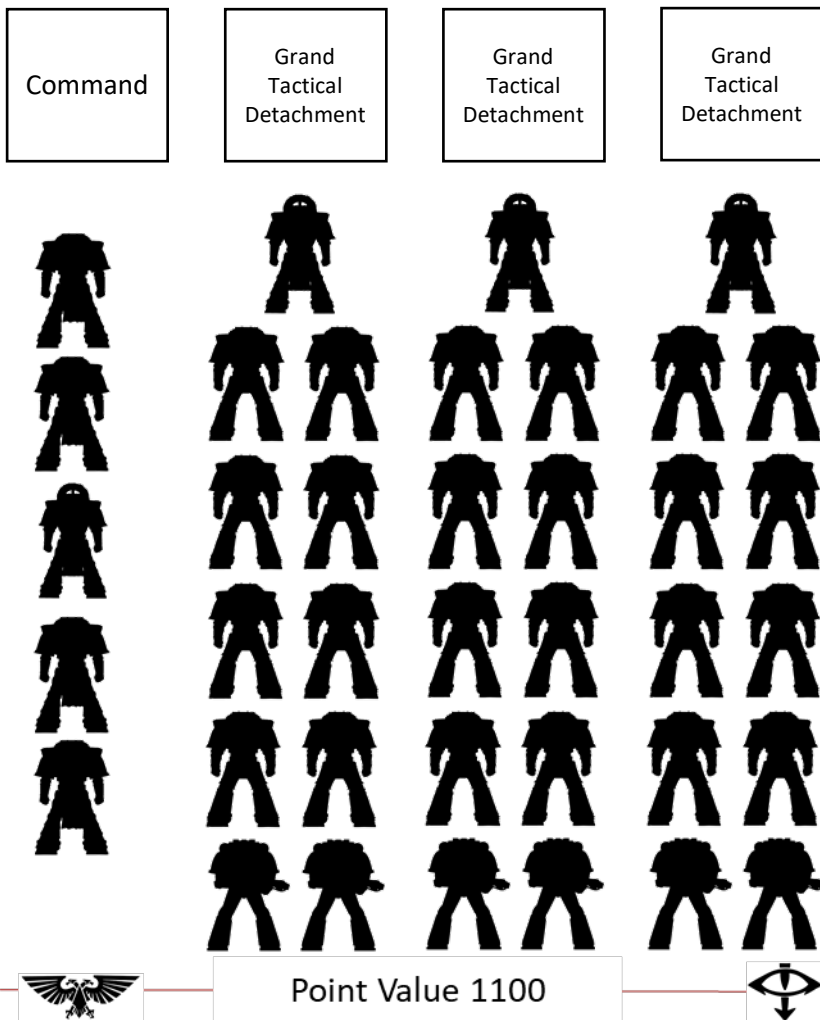 Command
Grand
Tactical
Detachment
Grand
Tactical
Detachment
Grand
Tactical
Detachment
Point Value 1100